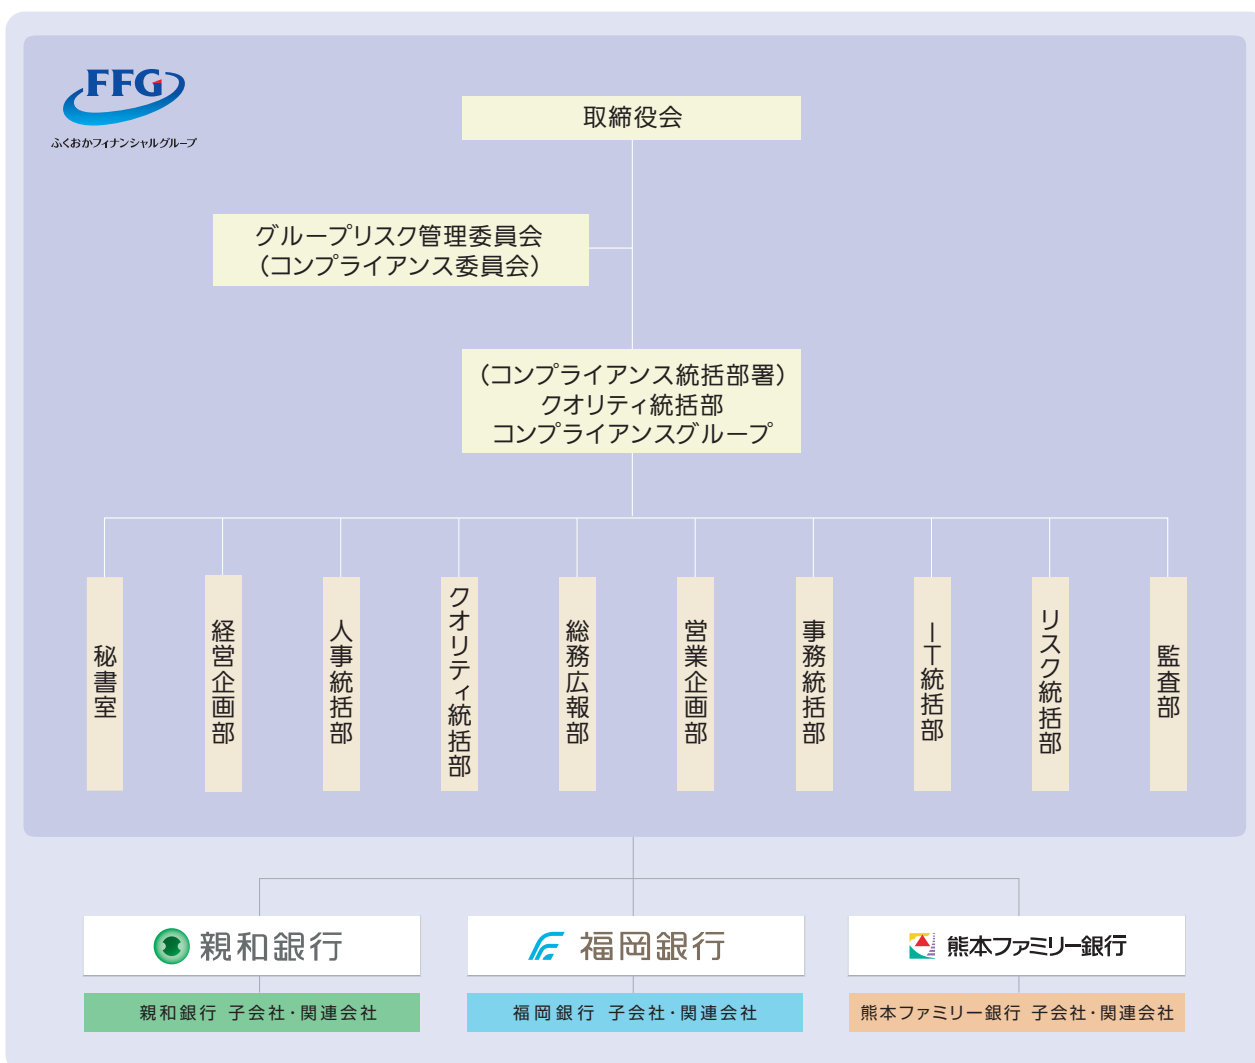 FFG
ふくおかフィナンシャルグループ
取締役会
グループリスク管理委員会
（コンプライアンス委員会）
（コンプライアンス統括部署）
クオリティ統括部
コンプライアンスグループ
秘書室
経営企画部
人事統括部
クオリティ統括部
総務広報部
営業企画部
事務統括部
IT統括部
リスク統括部
監査部
親和銀行
福岡銀行
熊本ファミリー銀行
親和銀行 子会社・関連会社
福岡銀行 子会社・関連会社
熊本ファミリー銀行 子会社・関連会社